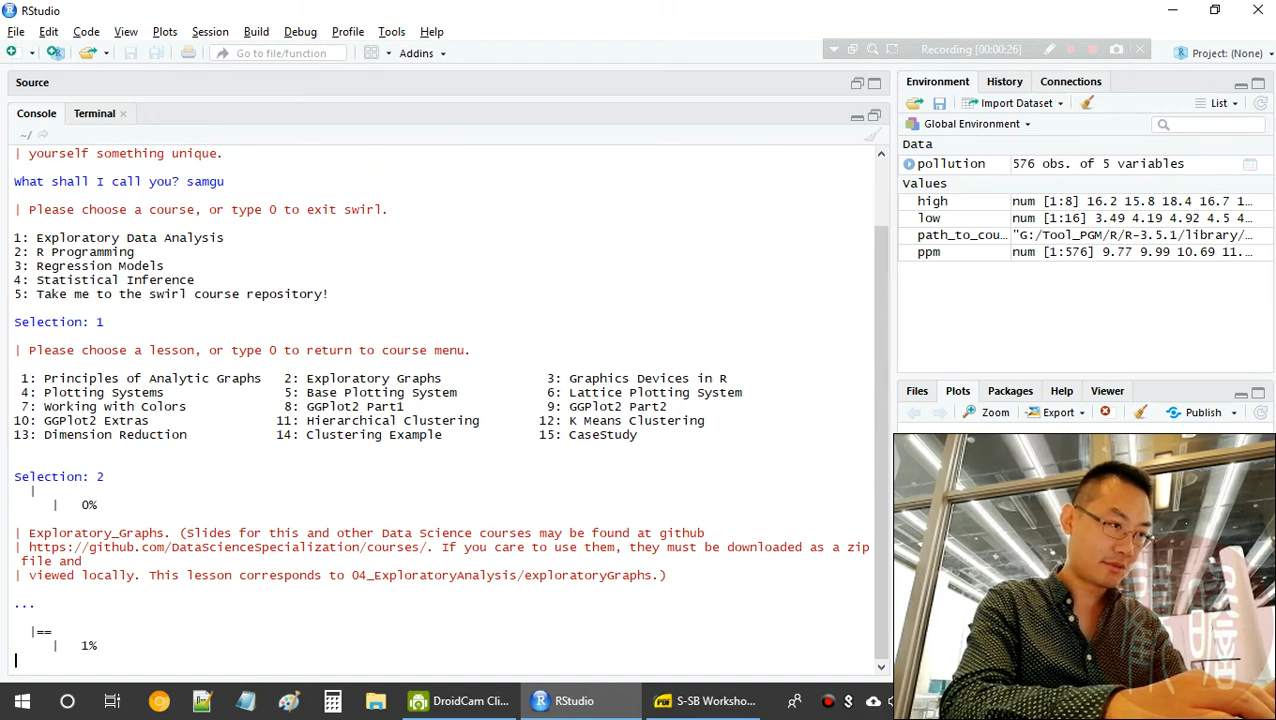 RStudio
File Edit Code View Plots Session Build Debug Profile Tools Help
Go to file/function Addins Recording [00:00:26] Project: (None)
Source
Console Terminal
~/
| yourself something unique.
What shall I call you? samgu
| Please choose a course, or type 0 to exit swirl.
1: Exploratory Data Analysis
2: R Programming
3: Regression Models
4: Statistical Inference
5: Take me to the swirl course repository!
Selection: 1
| Please choose a lesson, or type 0 to return to course menu.
1: Principles of Analytic Graphs 2: Exploratory Graphs 3: Graphics Devices in R
4: Plotting Systems 5: Base Plotting System 6: Lattice Plotting System
7: Working with Colors 8: GGPlot2 Part1 9: GGPlot2 Part2
10: GGPlot2 Extras 11: Hierarchical Clustering 12: K Means Clustering
13: Dimension Reduction 14: Clustering Example 15: CaseStudy
Selection: 2
|
| 0%
| Exploratory_Graphs. (Slides for this and other Data Science courses may be found at github
| https://github.com/DataScienceSpecialization/courses/. If you care to use them, they must be downloaded as a zip
file and
| viewed locally. This lesson corresponds to 04_ExploratoryAnalysis/exploratoryGraphs.)
...
|==
| 1%
Environment History Connections
Import Dataset List
Global Environment
Data
pollution 576 obs. of 5 variables
Values
high num [1:8] 16.2 15.8 18.4 16.7 1…
low num [1:16] 3.49 4.19 4.92 4.5 4…
path_to_cou… "G:/Tool_PGM/R/R-3.5.1/library/…
ppm num [1:576] 9.77 9.99 10.69 11.…
Files Plots Packages Help Viewer
Zoom Export Publish
DroidCam Cli... RStudio S-SB Worksho...